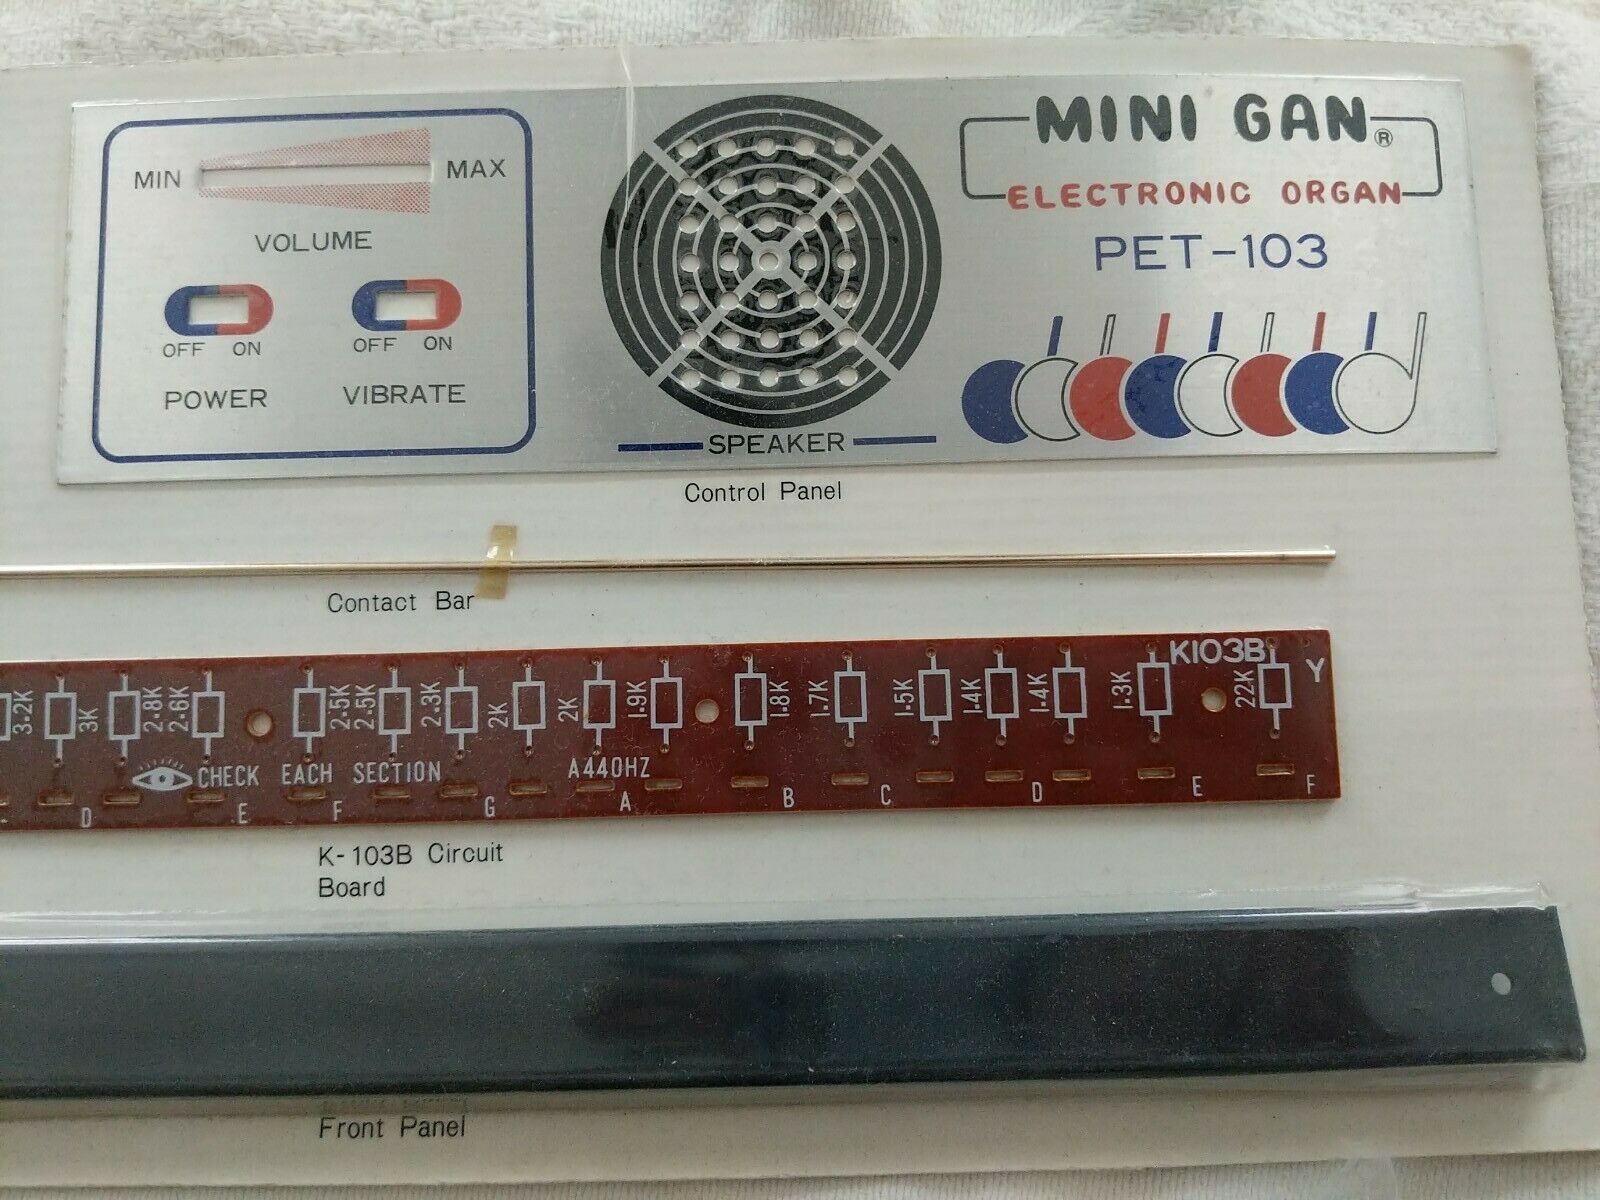 MINI GAN®
ELECTRONIC ORGAN
PET-103
MIN MAX
VOLUME
OFF ON OFF ON
POWER VIBRATE
SPEAKER
Control Panel
Contact Bar
K103B Y
3.2K 3K 2.8K 2.6K 2.5K 2.5K 2.3K 2K 2K 1.9K 1.8K 1.7K 1.5K 1.4K 1.4K 1.3K 22K
CHECK EACH SECTION A440HZ
D E F G A B C D E F
K-103B Circuit
Board
Front Panel